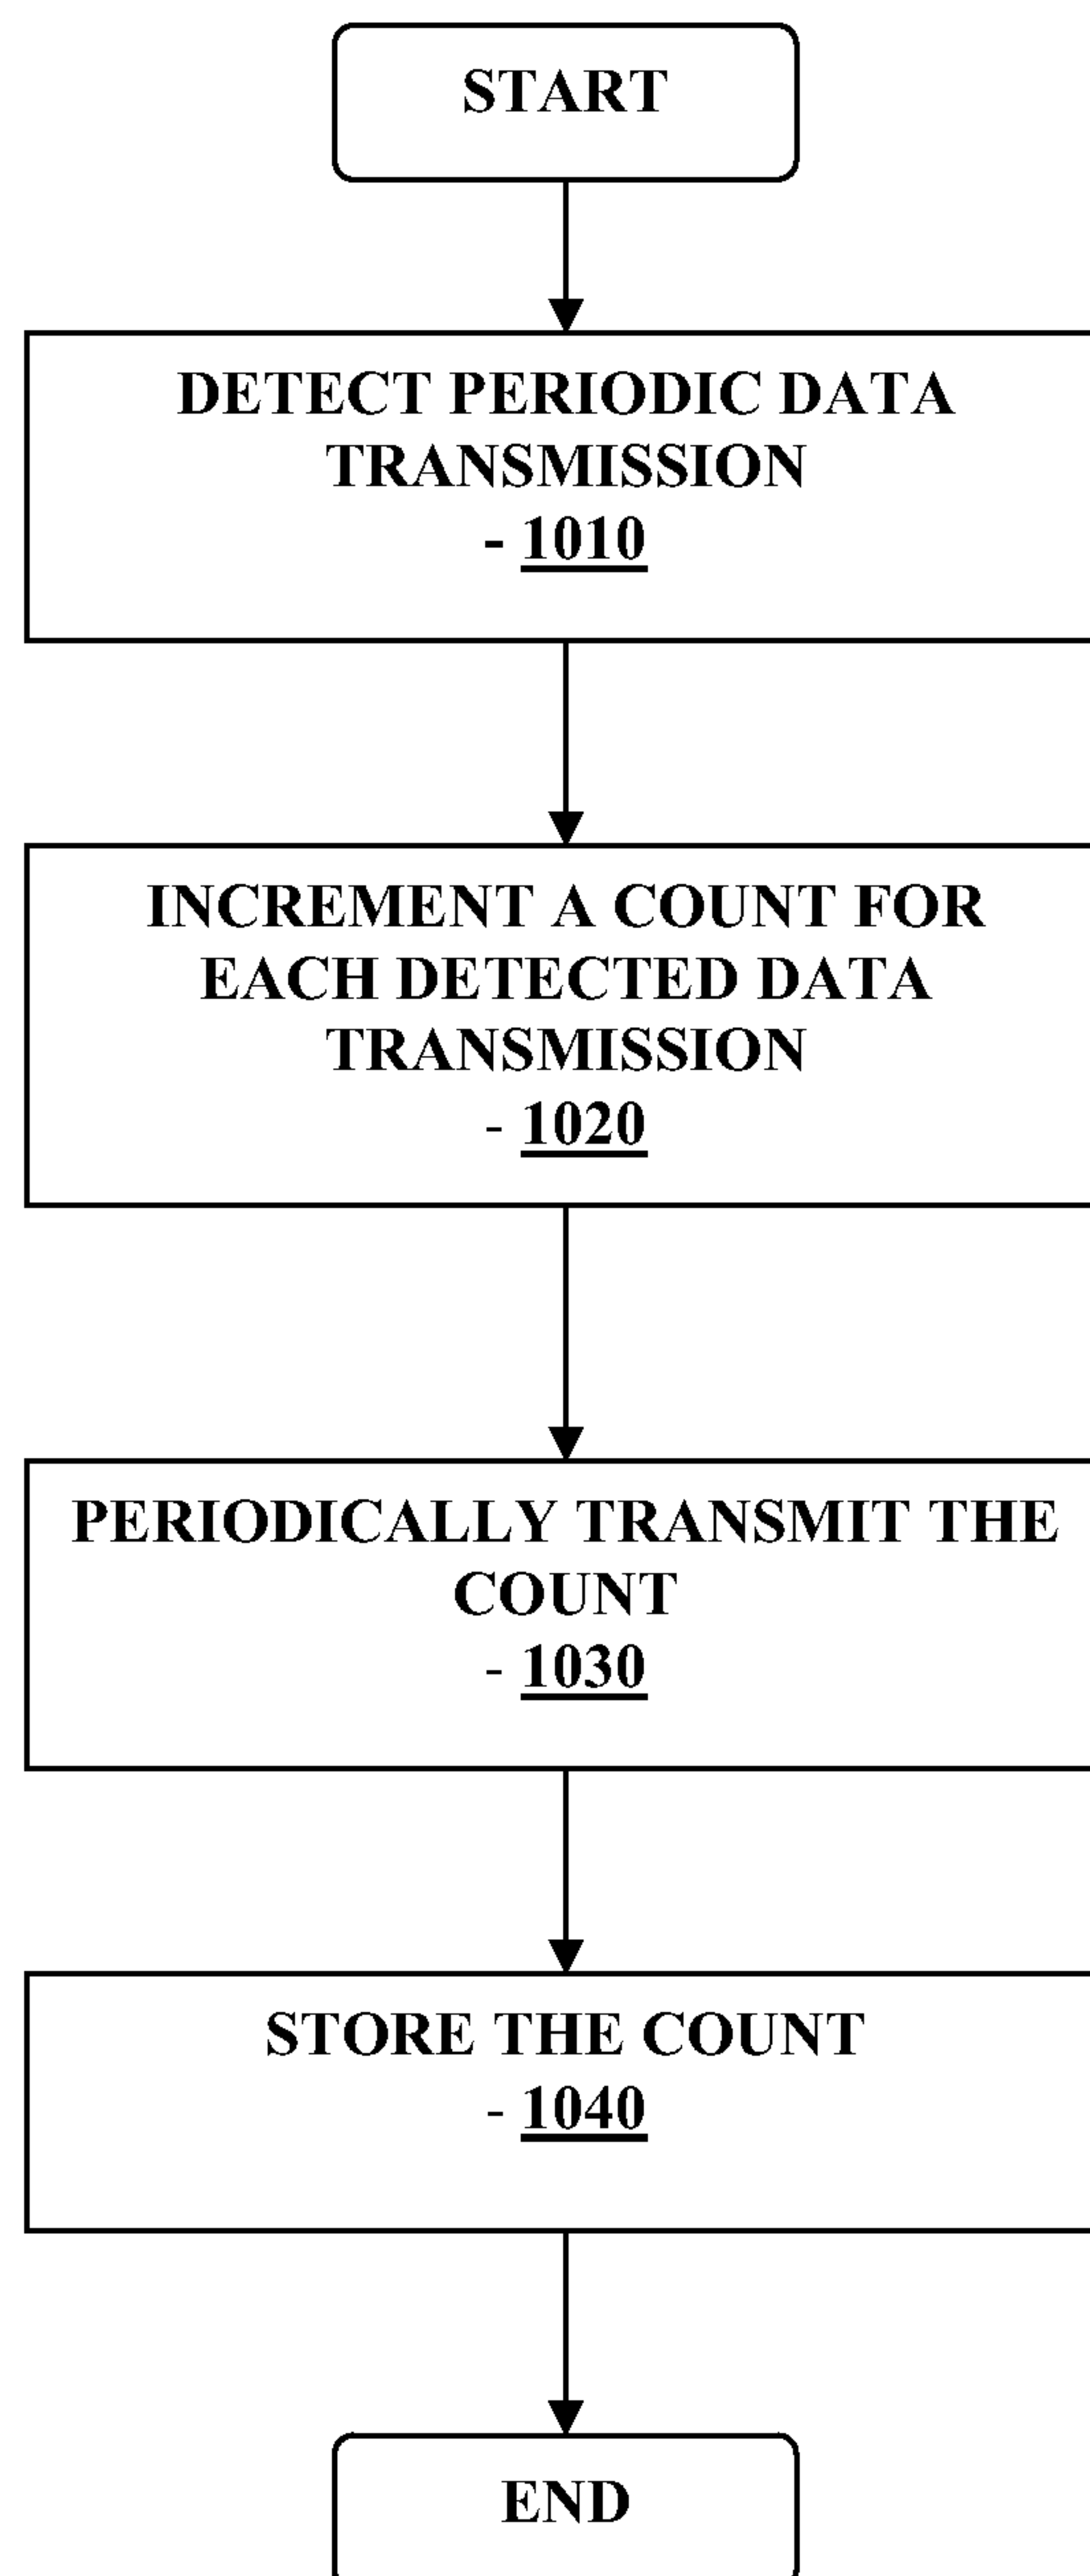 START
DETECT PERIODIC DATA
TRANSMISSION
- 1010
INCREMENT A COUNT FOR
EACH DETECTED DATA
TRANSMISSION
- 1020
PERIODICALLY TRANSMIT THE
COUNT
- 1030
STORE THE COUNT
- 1040
END